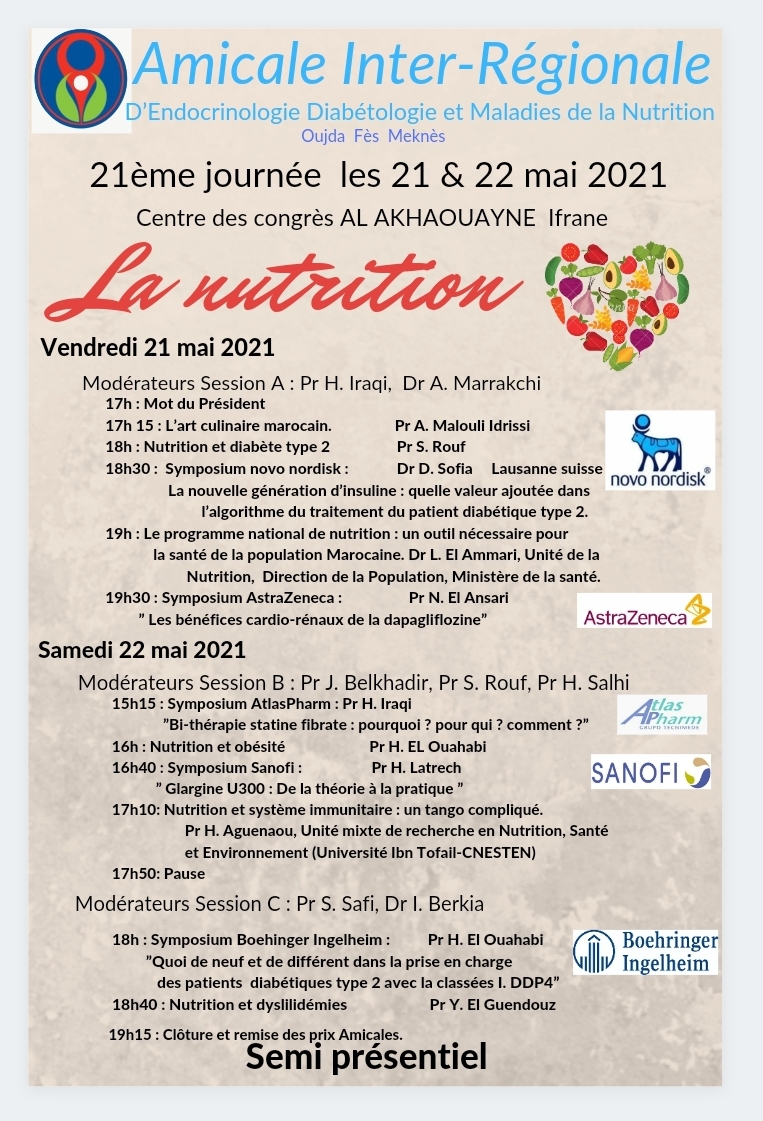 Amicale Inter-Régionale
D'Endocrinologie Diabétologie et Maladies de la Nutrition
Oujda Fès Meknès
21ème journée les 21 & 22 mai 2021
Centre des congrès AL AKHAOUAYNE Ifrane
La nutrition
Vendredi 21 mai 2021
Modérateurs Session A : Pr H. Iraqi, Dr A. Marrakchi
17h : Mot du Président
17h 15 : L'art culinaire marocain. Pr A. Malouli Idrissi
18h : Nutrition et diabète type 2 Pr S. Rouf
18h30 : Symposium novo nordisk : Dr D. Sofia Lausanne suisse
novo nordisk®
La nouvelle génération d'insuline : quelle valeur ajoutée dans
l'algorithme du traitement du patient diabétique type 2.
19h : Le programme national de nutrition : un outil nécessaire pour
la santé de la population Marocaine. Dr L. El Ammari, Unité de la
Nutrition, Direction de la Population, Ministère de la santé.
19h30 : Symposium AstraZeneca : Pr N. El Ansari
AstraZeneca
” Les bénéfices cardio-rénaux de la dapagliflozine”
Samedi 22 mai 2021
Modérateurs Session B : Pr J. Belkhadir, Pr S. Rouf, Pr H. Salhi
15h15 : Symposium AtlasPharm : Pr H. Iraqi
Atlas
Pharm
GRUPO TECNIMEDE
”Bi-thérapie statine fibrate : pourquoi ? pour qui ? comment ?”
16h : Nutrition et obésité Pr H. EL Ouahabi
16h40 : Symposium Sanofi : Pr H. Latrech
SANOFI
” Glargine U300 : De la théorie à la pratique ”
17h10: Nutrition et système immunitaire : un tango compliqué.
Pr H. Aguenaou, Unité mixte de recherche en Nutrition, Santé
et Environnement (Université Ibn Tofail-CNESTEN)
17h50: Pause
Modérateurs Session C : Pr S. Safi, Dr I. Berkia
18h : Symposium Boehinger Ingelheim : Pr H. El Ouahabi
Boehringer
Ingelheim
”Quoi de neuf et de différent dans la prise en charge
des patients diabétiques type 2 avec la classées I. DDP4”
18h40 : Nutrition et dyslilidémies Pr Y. El Guendouz
19h15 : Clôture et remise des prix Amicales.
Semi présentiel